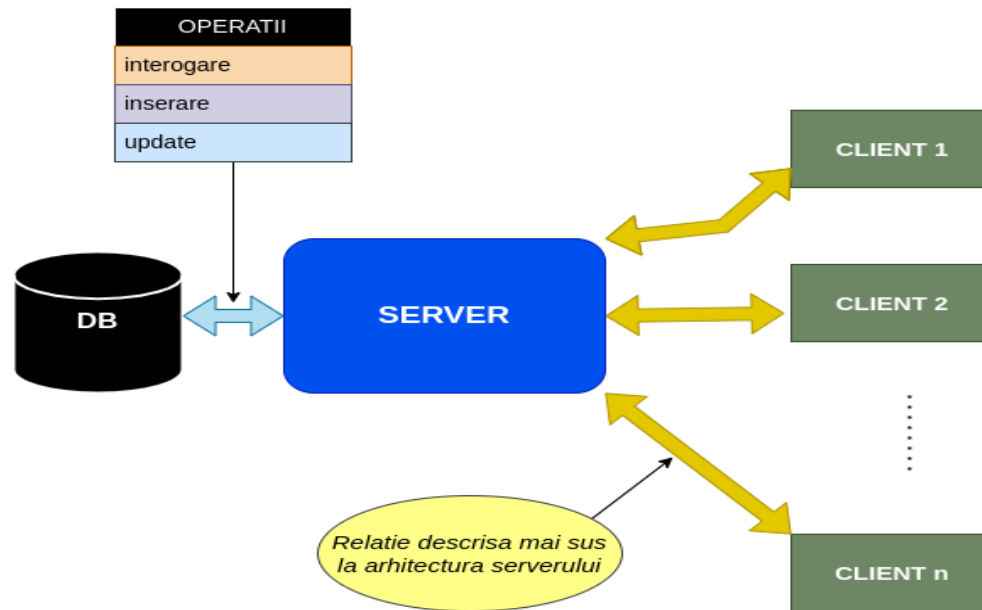 OPERATII
interogare
inserare
update
DB
SERVER
CLIENT 1
CLIENT 2
CLIENT n
Relatie descrisa mai sus
la arhitectura serverului